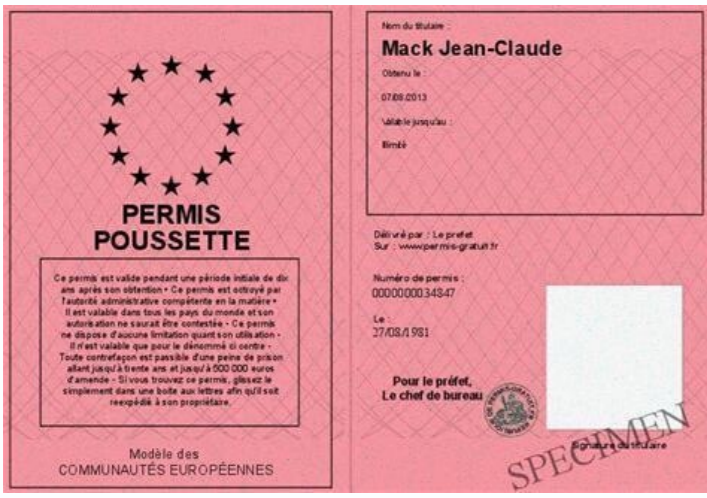 PERMIS
POUSSETTE
Ce permis est valide pendant une période initiale de dix
ans après son obtention • Ce permis est octroyé par
l'autorité administrative compétente en la matière •
Il est valable dans tous les pays du monde et son
autorisation ne saurait être contestée - Ce permis
ne dispose d'aucune limitation quant son utilisation -
Il n'est valable que pour le dénommé ci contre -
Toute contrefaçon est passible d'une peine de prison
allant jusqu'à trente ans et jusqu'à 500 000 euros
d'amende - Si vous trouvez ce permis, glissez le
simplement dans une boite aux lettres afin qu'il soit
reexpédié à son propriétaire.
Modèle des
COMMUNAUTÉS EUROPÉENNES
Nom du titulaire :
Mack Jean-Claude
Obtenu le :
07/08/2013
Valable jusqu'au :
Illimité
Délivré par : Le prefet
Sur : www.permis-gratuit.fr
Numéro de permis :
0000000034847
Le :
27/08/1981
Pour le préfet,
Le chef de bureau
Signature du titulaire
SPECIMEN